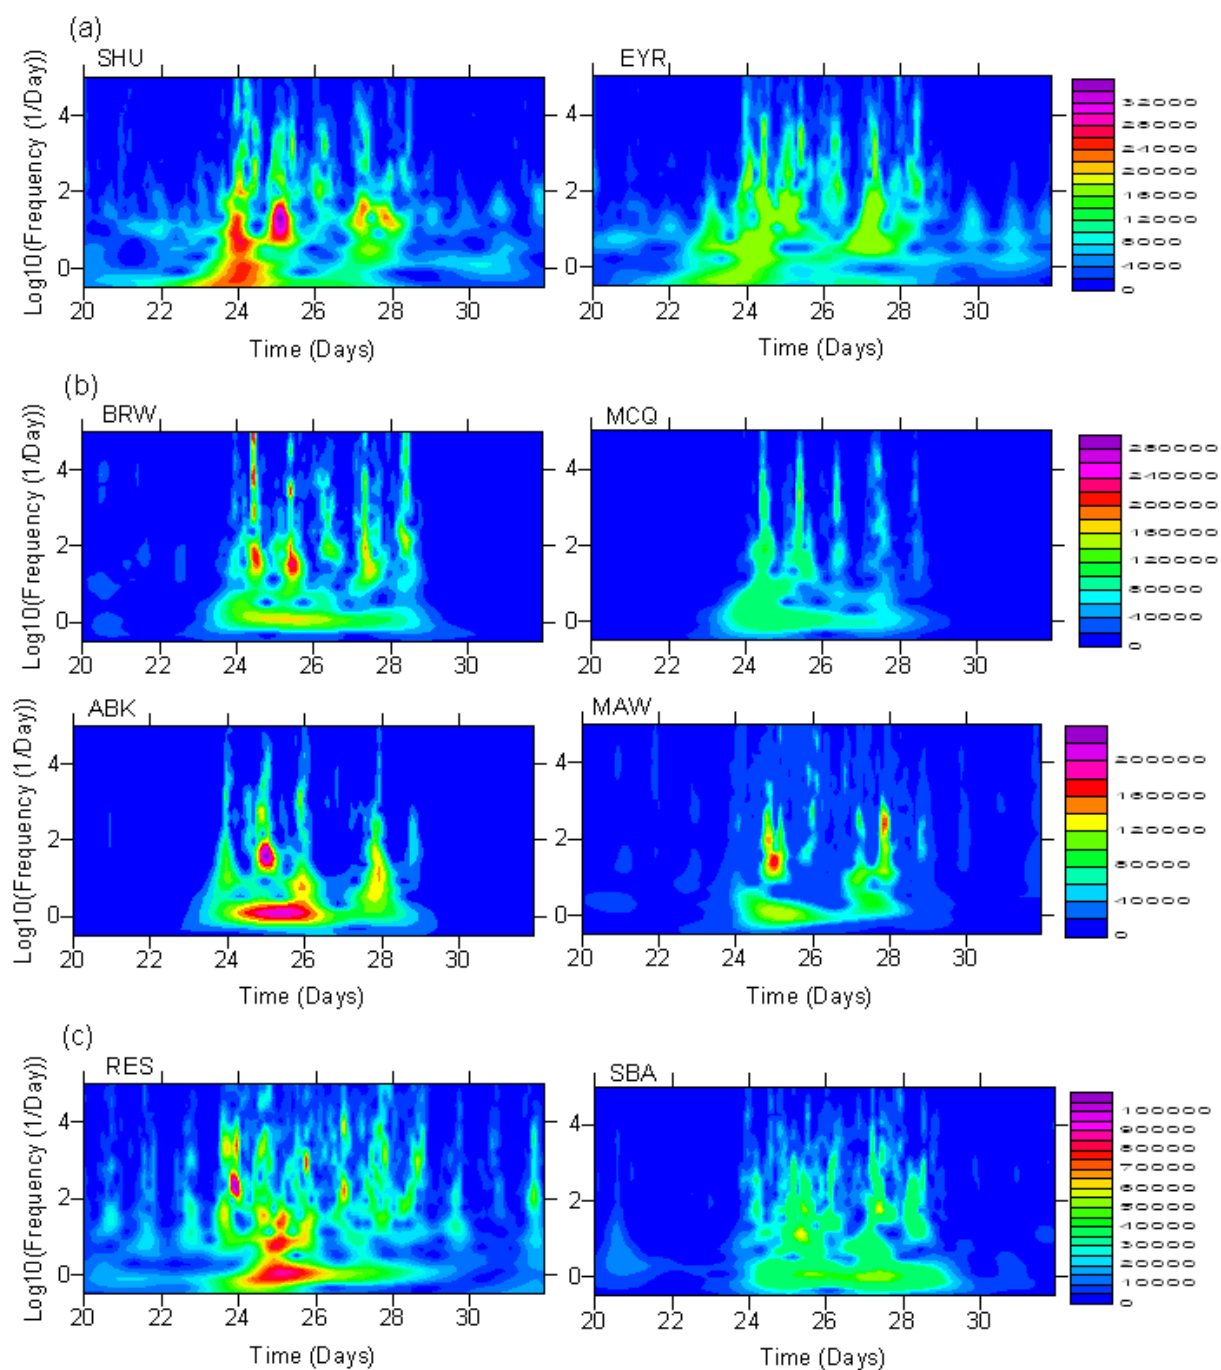 (a)
SHU EYR
Log10(Frequency (1/Day))
4 4
2 2
0 0
20 22 24 26 28 30 20 22 24 26 28 30
Time (Days) Time (Days)
32000
28000
24000
20000
16000
12000
8000
4000
0
(b)
BRW MCQ
Log10(Frequency (1/Day))
4 4
2 2
0 0
20 22 24 26 28 30 20 22 24 26 28 30
280000
240000
200000
160000
120000
80000
40000
0
ABK MAW
Log10(Frequency (1/Day))
4 4
2 2
0 0
20 22 24 26 28 30 20 22 24 26 28 30
Time (Days) Time (Days)
200000
160000
120000
80000
40000
0
(c)
RES SBA
Log10(Frequency (1/Day))
4 4
2 2
0 0
20 22 24 26 28 30 20 22 24 26 28 30
Time (Days) Time (Days)
100000
90000
80000
70000
60000
50000
40000
30000
20000
10000
0